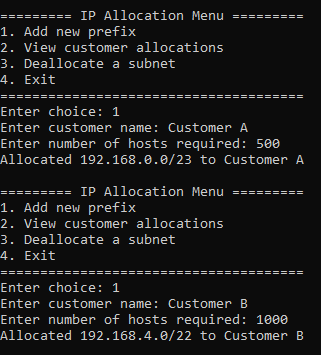 ========= IP Allocation Menu =========
1. Add new prefix
2. View customer allocations
3. Deallocate a subnet
4. Exit
======================================
Enter choice: 1
Enter customer name: Customer A
Enter number of hosts required: 500
Allocated 192.168.0.0/23 to Customer A
========= IP Allocation Menu =========
1. Add new prefix
2. View customer allocations
3. Deallocate a subnet
4. Exit
======================================
Enter choice: 1
Enter customer name: Customer B
Enter number of hosts required: 1000
Allocated 192.168.4.0/22 to Customer B